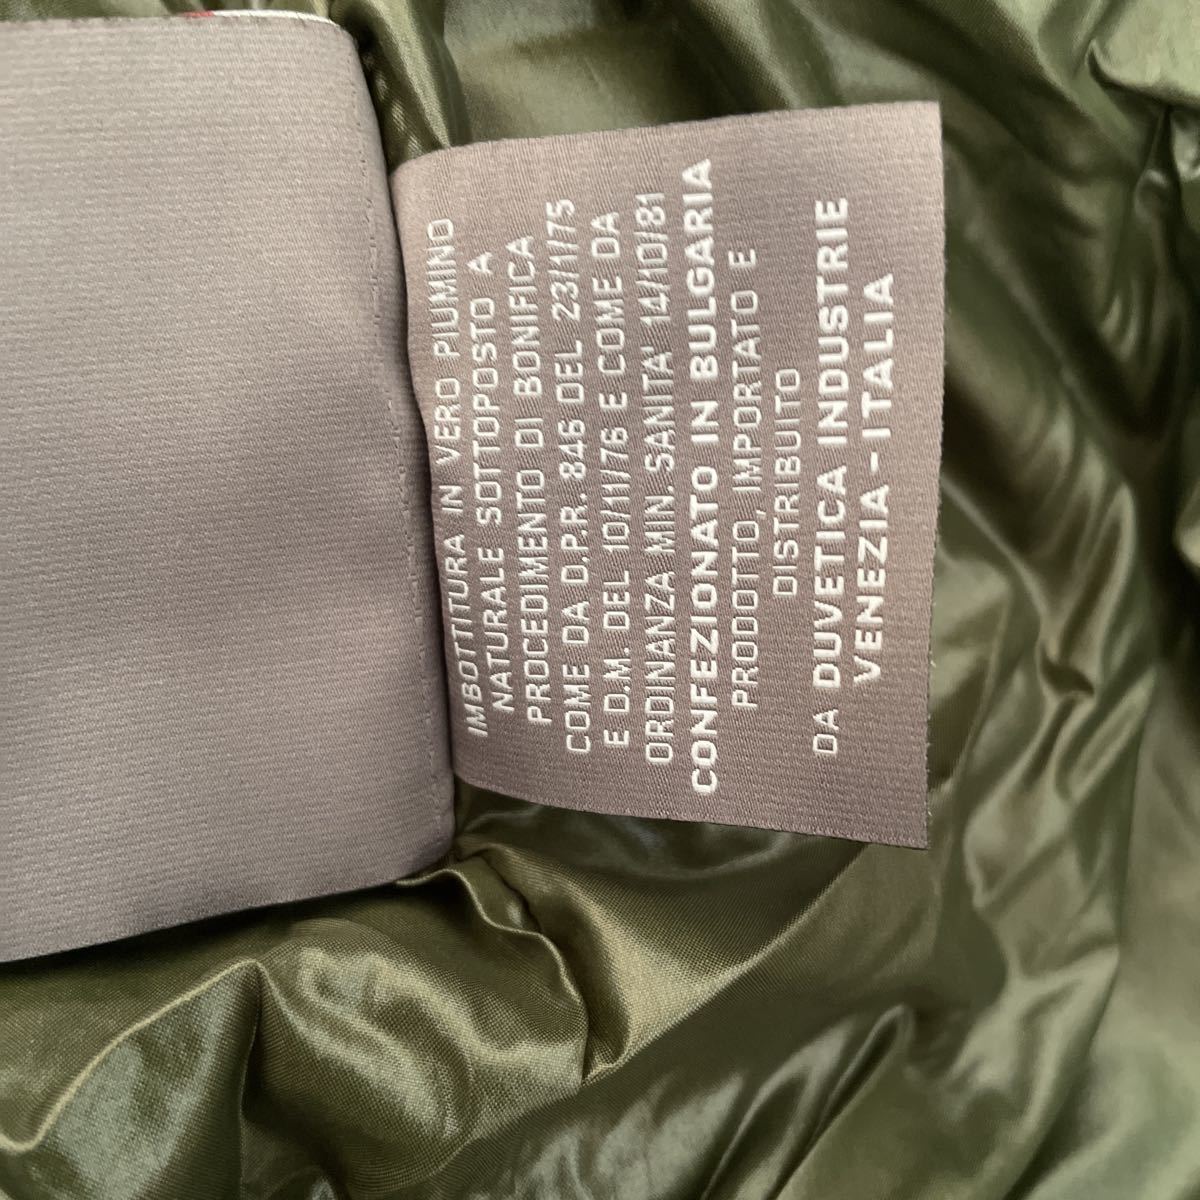 IMBOTTITURA IN VERO PIUMINO
NATURALE SOTTOPOSTO A
PROCEDIMENTO DI BONIFICA
COME DA D.P.R. 846 DEL 23/1/75
E D.M. DEL 10/11/76 E COME DA
ORDINANZA MIN. SANITA' 14/10/81
CONFEZIONATO IN BULGARIA
PRODOTTO, IMPORTATO E
DISTRIBUITO
DA DUVETICA INDUSTRIE
VENEZIA - ITALIA